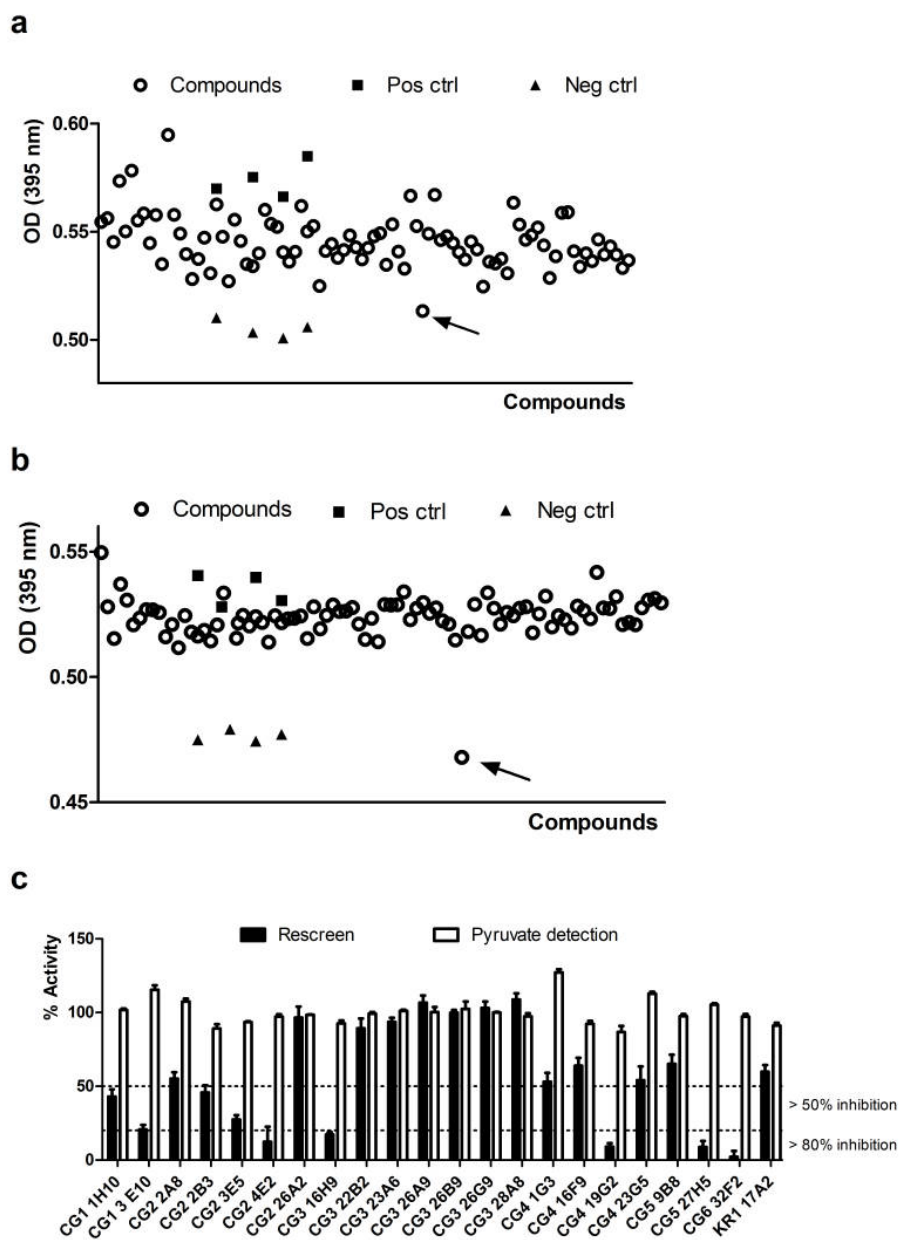 a
Compounds Pos ctrl Neg ctrl
OD (395 nm)
0.60
0.55
0.50
Compounds
b
Compounds Pos ctrl Neg ctrl
OD (395 nm)
0.55
0.50
0.45
Compounds
c
Rescreen Pyruvate detection
% Activity
150
100
50
0
> 50% inhibition
> 80% inhibition
CG1 1H10
CG1 3 E10
CG2 2A8
CG2 2B3
CG2 3E5
CG2 4E2
CG2 26A2
CG3 16H9
CG3 22B2
CG3 23A6
CG3 26A9
CG3 26B9
CG3 26G9
CG3 28A8
CG4 1G3
CG4 16F9
CG4 19G2
CG4 23G5
CG5 9B8
CG5 27H5
CG6 32F2
KR1 17A2